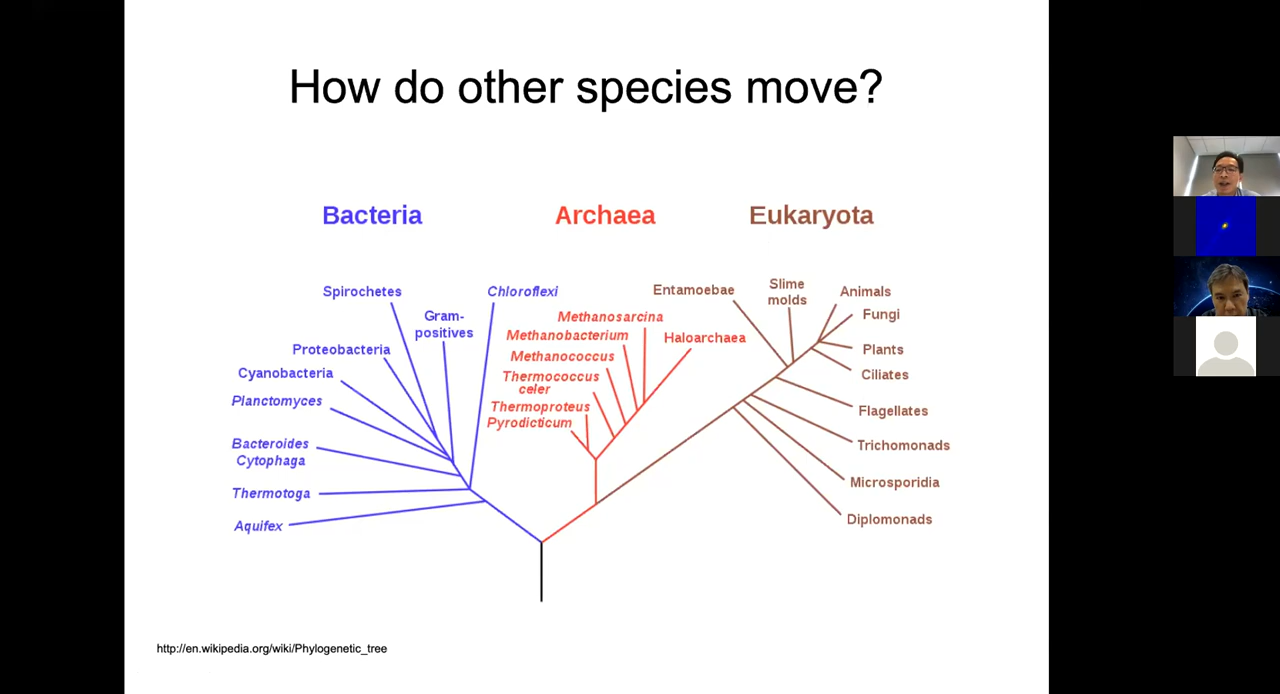 How do other species move?
Bacteria
Archaea
Eukaryota
Spirochetes
Chloroflexi
Gram-
positives
Proteobacteria
Cyanobacteria
Planctomyces
Bacteroides
Cytophaga
Thermotoga
Aquifex
Methanosarcina
Methanobacterium
Haloarchaea
Methanococcus
Thermococcus
celer
Thermoproteus
Pyrodicticum
Entamoebae
Slime
molds
Animals
Fungi
Plants
Ciliates
Flagellates
Trichomonads
Microsporidia
Diplomonads
http://en.wikipedia.org/wiki/Phylogenetic_tree